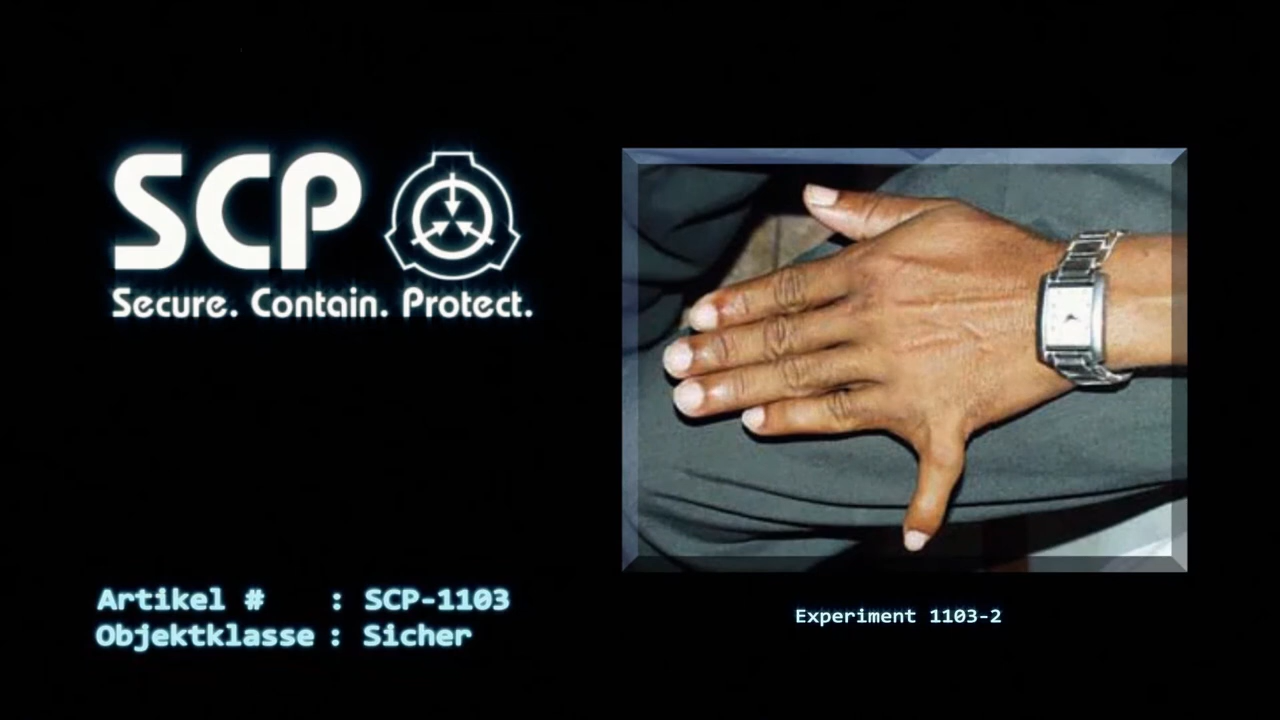 SCP
Secure. Contain. Protect.
Artikel # : SCP-1103
Objektklasse : Sicher
Experiment 1103-2